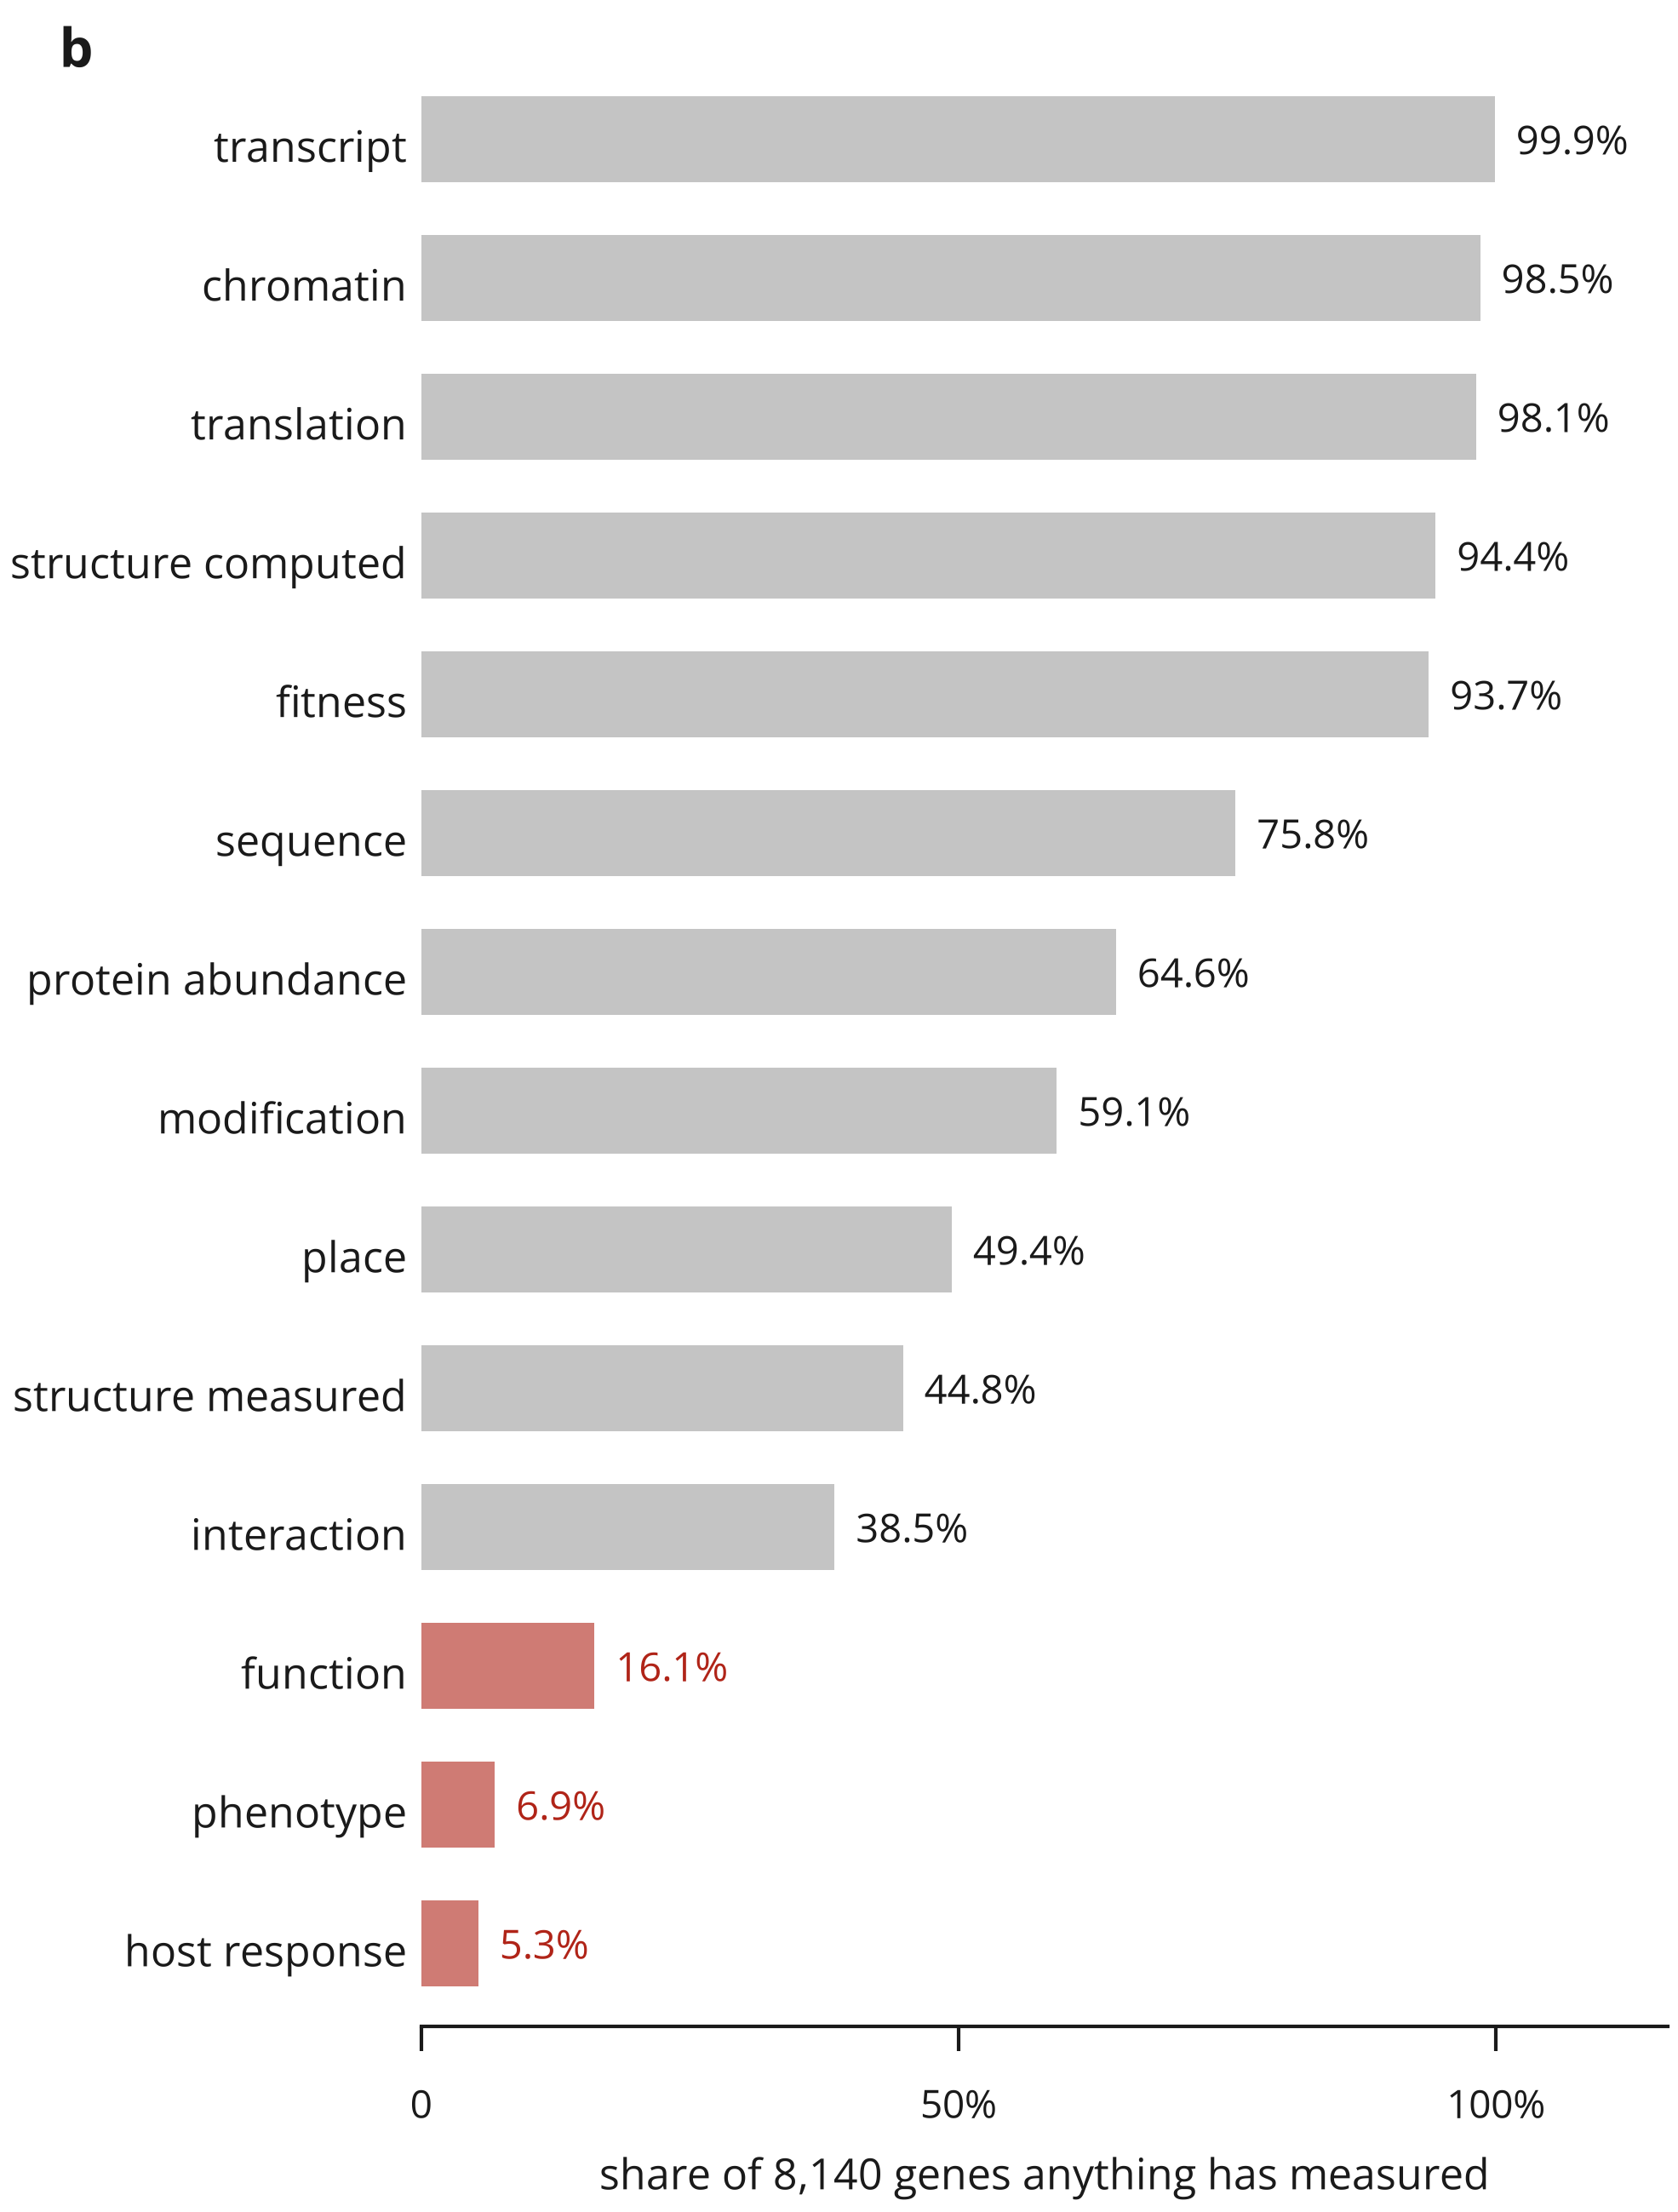 b
transcript 99.9%
chromatin 98.5%
translation 98.1%
structure computed 94.4%
fitness 93.7%
sequence 75.8%
protein abundance 64.6%
modification 59.1%
place 49.4%
structure measured 44.8%
interaction 38.5%
function 16.1%
phenotype 6.9%
host response 5.3%
0 50% 100%
share of 8,140 genes anything has measured